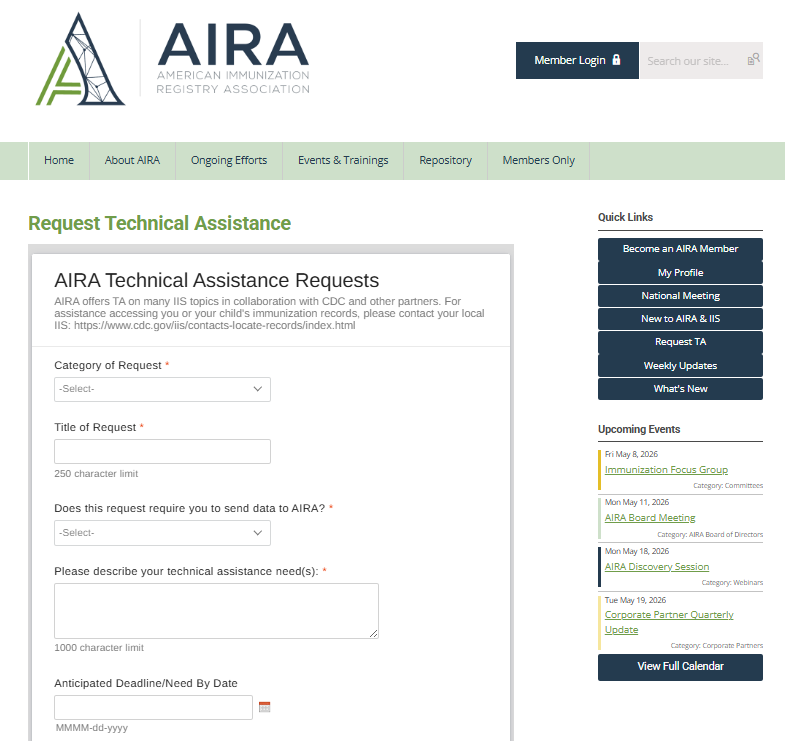 AIRA
AMERICAN IMMUNIZATION
REGISTRY ASSOCIATION
Member Login
Search our site...
Home
About AIRA
Ongoing Efforts
Events & Trainings
Repository
Members Only
Request Technical Assistance
AIRA Technical Assistance Requests
AIRA offers TA on many IIS topics in collaboration with CDC and other partners. For
assistance accessing you or your child's immunization records, please contact your local
IIS: https://www.cdc.gov/iis/contacts-locate-records/index.html
Category of Request *
-Select-
Title of Request *
250 character limit
Does this request require you to send data to AIRA? *
-Select-
Please describe your technical assistance need(s): *
1000 character limit
Anticipated Deadline/Need By Date
MMMM-dd-yyyy
Quick Links
Become an AIRA Member
My Profile
National Meeting
New to AIRA & IIS
Request TA
Weekly Updates
What's New
Upcoming Events
Fri May 8, 2026
Immunization Focus Group
Category: Committees
Mon May 11, 2026
AIRA Board Meeting
Category: AIRA Board of Directors
Mon May 18, 2026
AIRA Discovery Session
Category: Webinars
Tue May 19, 2026
Corporate Partner Quarterly
Update
Category: Corporate Partners
View Full Calendar